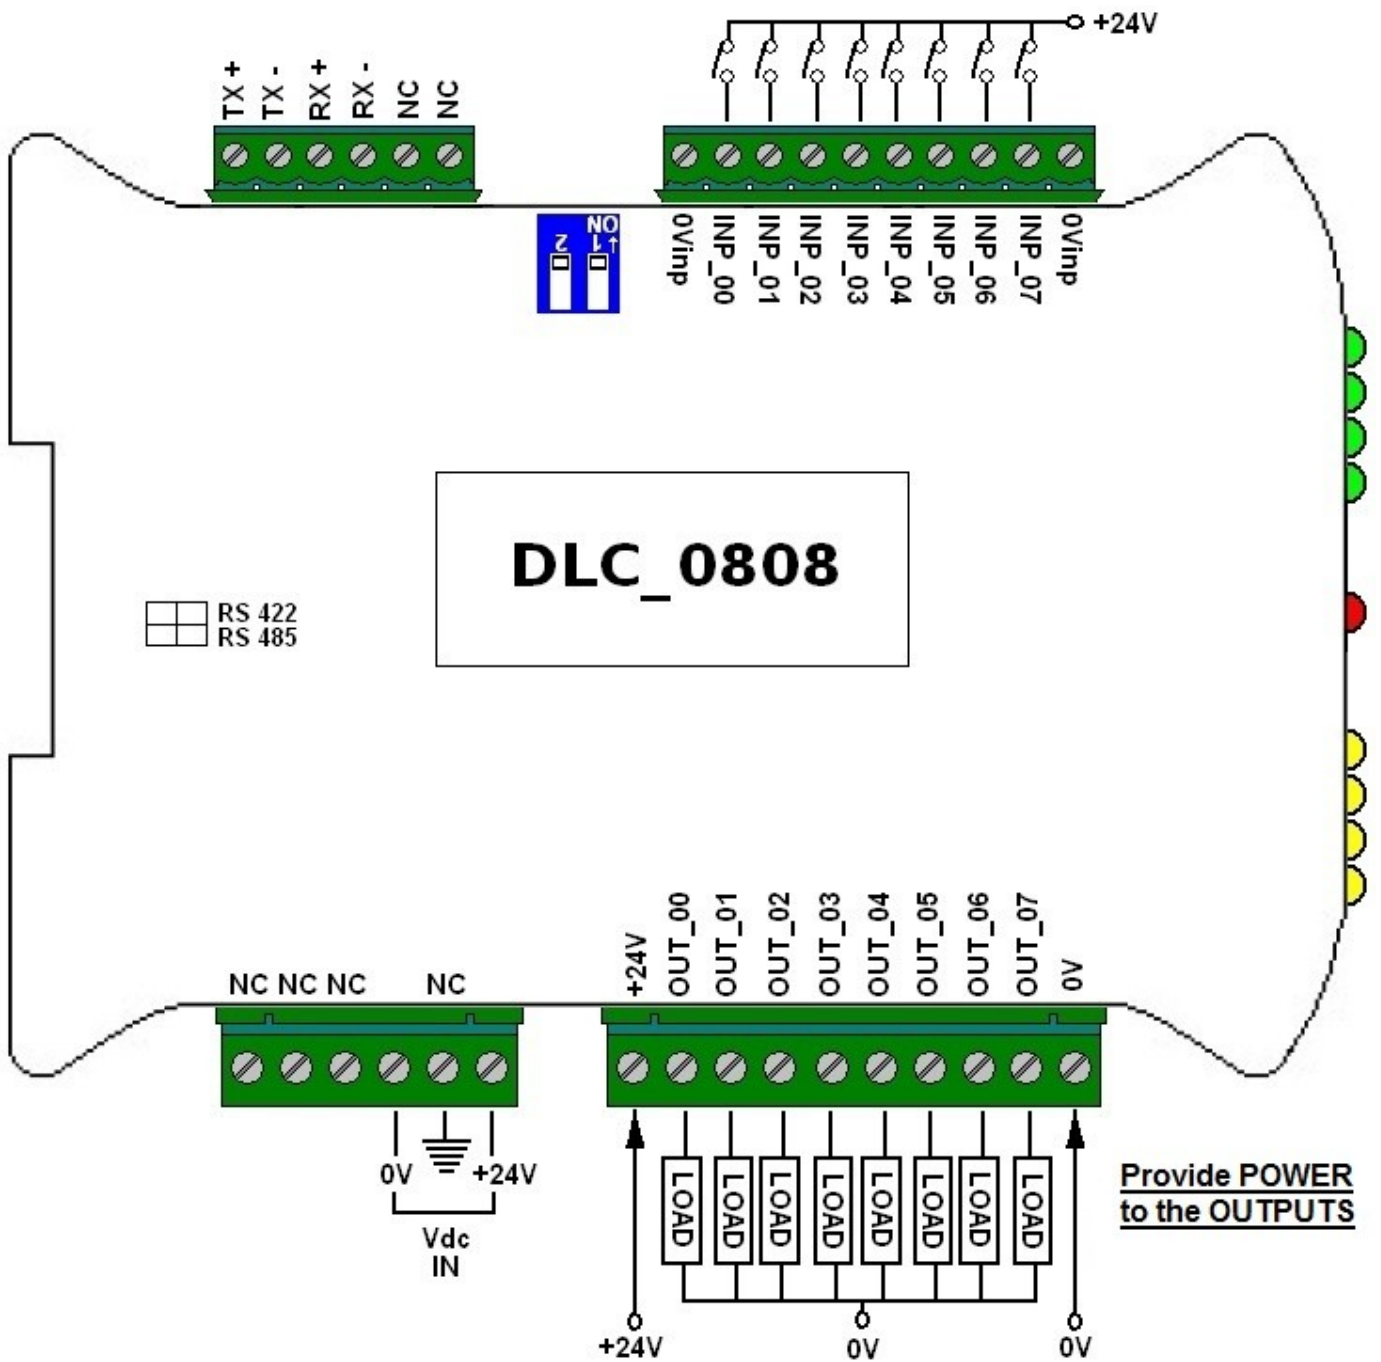 +24V
TX +
TX -
RX +
RX -
NC
NC
ON
2
1↑
0Vinp
INP_00
INP_01
INP_02
INP_03
INP_04
INP_05
INP_06
INP_07
0Vinp
DLC_0808
RS 422
RS 485
+24V
OUT_00
OUT_01
OUT_02
OUT_03
OUT_04
OUT_05
OUT_06
OUT_07
0V
NC NC NC NC
0V +24V
Vdc
IN
LOAD
LOAD
LOAD
LOAD
LOAD
LOAD
LOAD
LOAD
Provide POWER
to the OUTPUTS
+24V 0V 0V